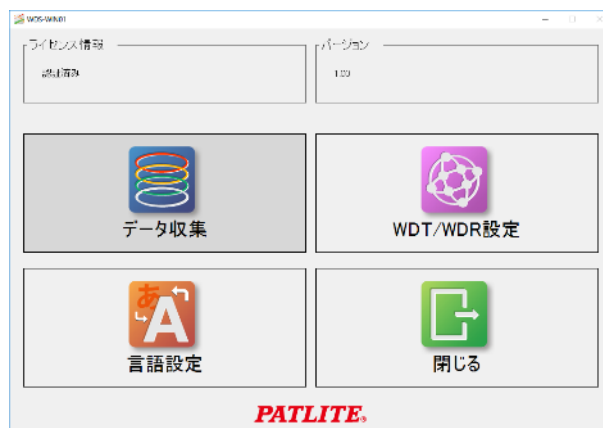 WDS-WIN01
ライセンス情報
認証済み
バージョン
1.00
データ収集
WDT/WDR設定
あ
A
言語設定
閉じる
PATLITE®